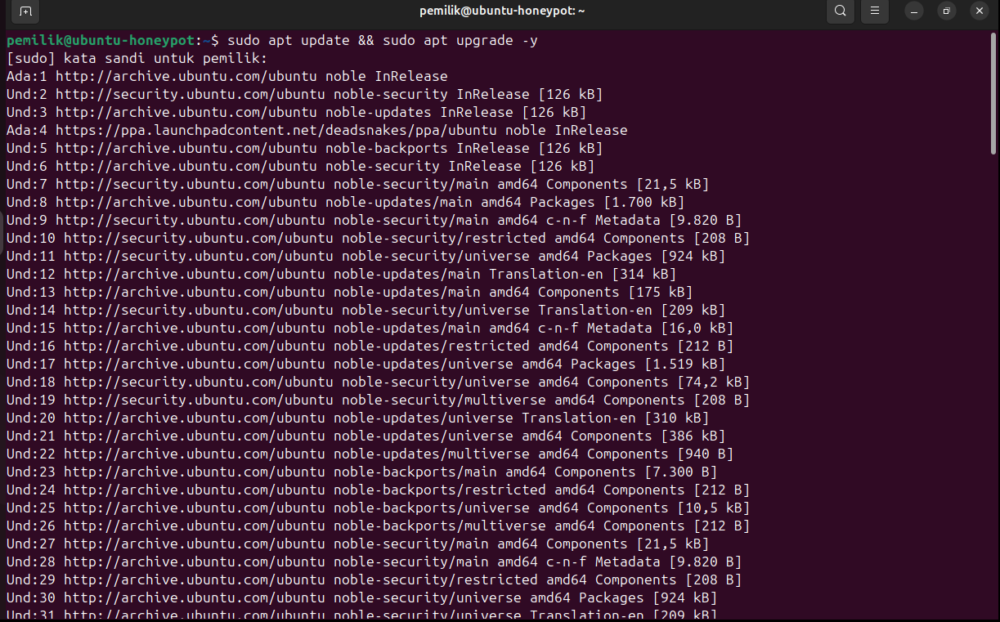 pemilik@ubuntu-honeypot: ~
pemilik@ubuntu-honeypot:~$ sudo apt update && sudo apt upgrade -y
[sudo] kata sandi untuk pemilik:
Ada:1 http://archive.ubuntu.com/ubuntu noble InRelease
Und:2 http://security.ubuntu.com/ubuntu noble-security InRelease [126 kB]
Und:3 http://archive.ubuntu.com/ubuntu noble-updates InRelease [126 kB]
Ada:4 https://ppa.launchpadcontent.net/deadsnakes/ppa/ubuntu noble InRelease
Und:5 http://archive.ubuntu.com/ubuntu noble-backports InRelease [126 kB]
Und:6 http://archive.ubuntu.com/ubuntu noble-security InRelease [126 kB]
Und:7 http://security.ubuntu.com/ubuntu noble-security/main amd64 Components [21,5 kB]
Und:8 http://archive.ubuntu.com/ubuntu noble-updates/main amd64 Packages [1.700 kB]
Und:9 http://security.ubuntu.com/ubuntu noble-security/main amd64 c-n-f Metadata [9.820 B]
Und:10 http://security.ubuntu.com/ubuntu noble-security/restricted amd64 Components [208 B]
Und:11 http://security.ubuntu.com/ubuntu noble-security/universe amd64 Packages [924 kB]
Und:12 http://archive.ubuntu.com/ubuntu noble-updates/main Translation-en [314 kB]
Und:13 http://archive.ubuntu.com/ubuntu noble-updates/main amd64 Components [175 kB]
Und:14 http://security.ubuntu.com/ubuntu noble-security/universe Translation-en [209 kB]
Und:15 http://archive.ubuntu.com/ubuntu noble-updates/main amd64 c-n-f Metadata [16,0 kB]
Und:16 http://archive.ubuntu.com/ubuntu noble-updates/restricted amd64 Components [212 B]
Und:17 http://archive.ubuntu.com/ubuntu noble-updates/universe amd64 Packages [1.519 kB]
Und:18 http://security.ubuntu.com/ubuntu noble-security/universe amd64 Components [74,2 kB]
Und:19 http://security.ubuntu.com/ubuntu noble-security/multiverse amd64 Components [208 B]
Und:20 http://archive.ubuntu.com/ubuntu noble-updates/universe Translation-en [310 kB]
Und:21 http://archive.ubuntu.com/ubuntu noble-updates/universe amd64 Components [386 kB]
Und:22 http://archive.ubuntu.com/ubuntu noble-updates/multiverse amd64 Components [940 B]
Und:23 http://archive.ubuntu.com/ubuntu noble-backports/main amd64 Components [7.300 B]
Und:24 http://archive.ubuntu.com/ubuntu noble-backports/restricted amd64 Components [212 B]
Und:25 http://archive.ubuntu.com/ubuntu noble-backports/universe amd64 Components [10,5 kB]
Und:26 http://archive.ubuntu.com/ubuntu noble-backports/multiverse amd64 Components [212 B]
Und:27 http://archive.ubuntu.com/ubuntu noble-security/main amd64 Components [21,5 kB]
Und:28 http://archive.ubuntu.com/ubuntu noble-security/main amd64 c-n-f Metadata [9.820 B]
Und:29 http://archive.ubuntu.com/ubuntu noble-security/restricted amd64 Components [208 B]
Und:30 http://archive.ubuntu.com/ubuntu noble-security/universe amd64 Packages [924 kB]
Und:31 http://archive.ubuntu.com/ubuntu noble-security/universe Translation-en [209 kB]